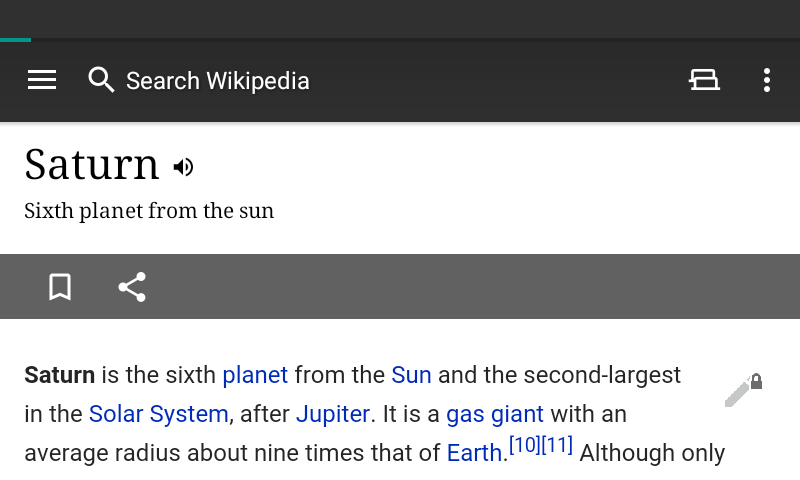 Search Wikipedia
Saturn
Sixth planet from the sun
Saturn is the sixth planet from the Sun and the second-largest
in the Solar System, after Jupiter. It is a gas giant with an
average radius about nine times that of Earth.[10][11] Although only